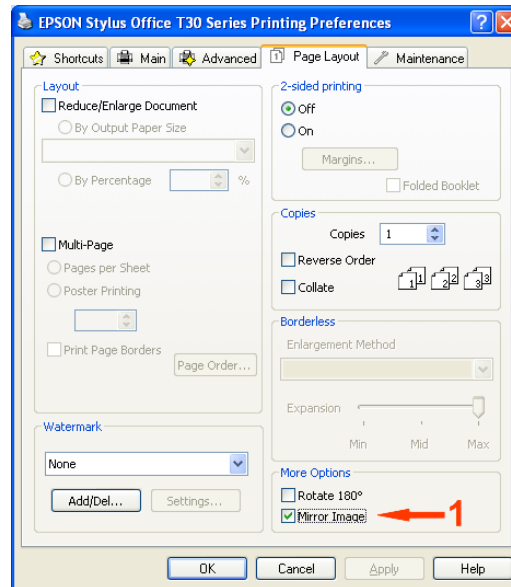 EPSON Stylus Office T30 Series Printing Preferences
Shortcuts Main Advanced 1 Page Layout Maintenance
Layout
Reduce/Enlarge Document
By Output Paper Size
By Percentage %
Multi-Page
Pages per Sheet
Poster Printing
Print Page Borders
Page Order...
Watermark
None
Add/Del... Settings...
2-sided printing
Off
On
Margins...
Folded Booklet
Copies
Copies 1
Reverse Order
Collate 1 1 2 2 3 3
Borderless
Enlargement Method
Expansion
Min Mid Max
More Options
Rotate 180°
Mirror Image 1
OK Cancel Apply Help